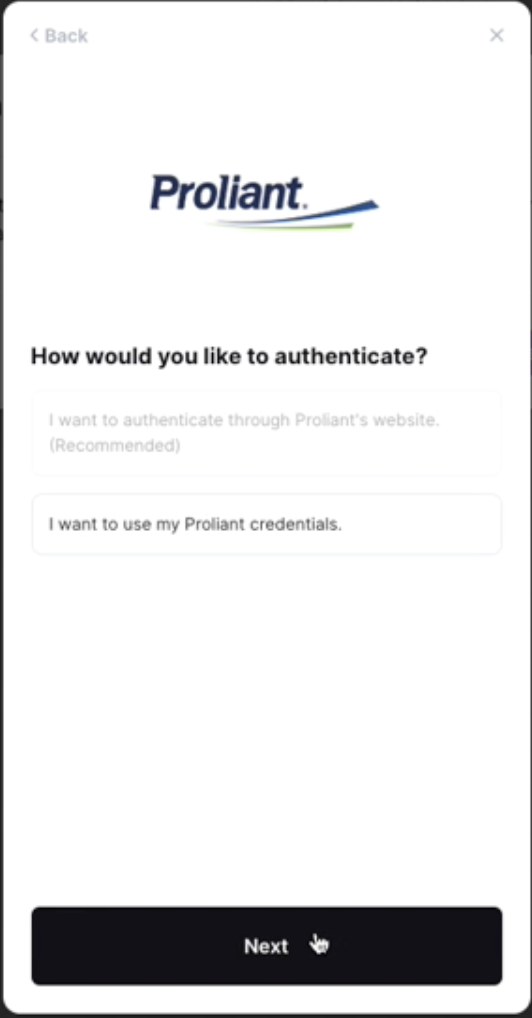 Back
Proliant.
How would you like to authenticate?
I want to authenticate through Proliant's website.
(Recommended)
I want to use my Proliant credentials.
Next